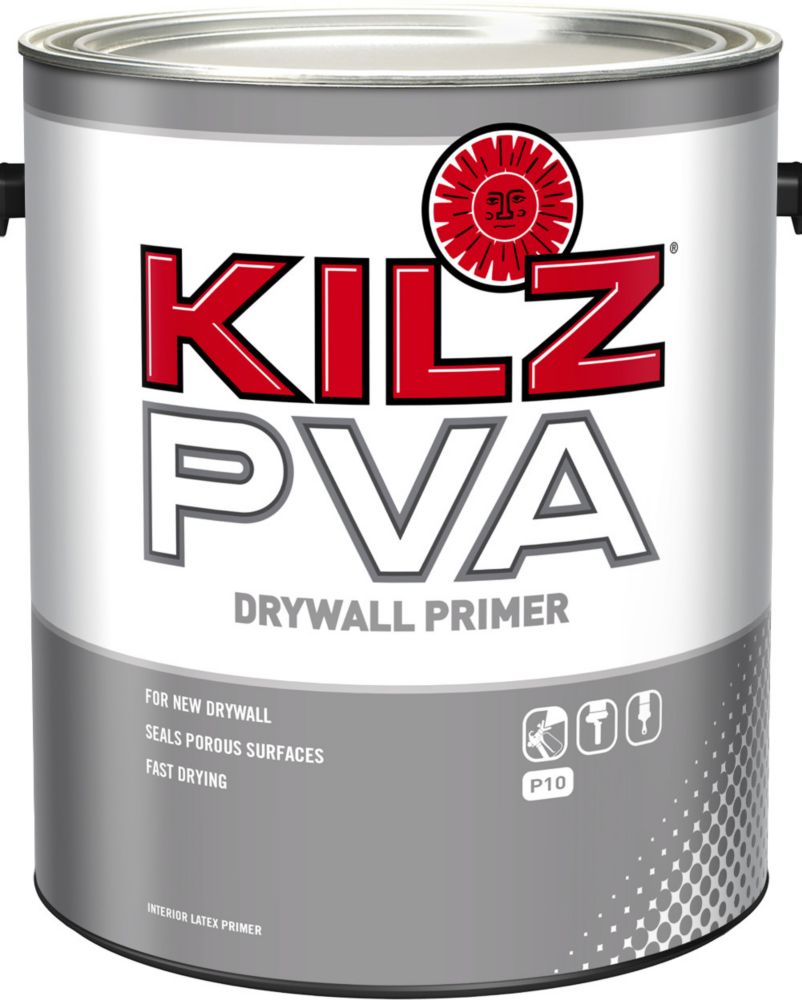 KILZ®
PVA
DRYWALL PRIMER
FOR NEW DRYWALL
SEALS POROUS SURFACES
FAST DRYING
P10
INTERIOR LATEX PRIMER